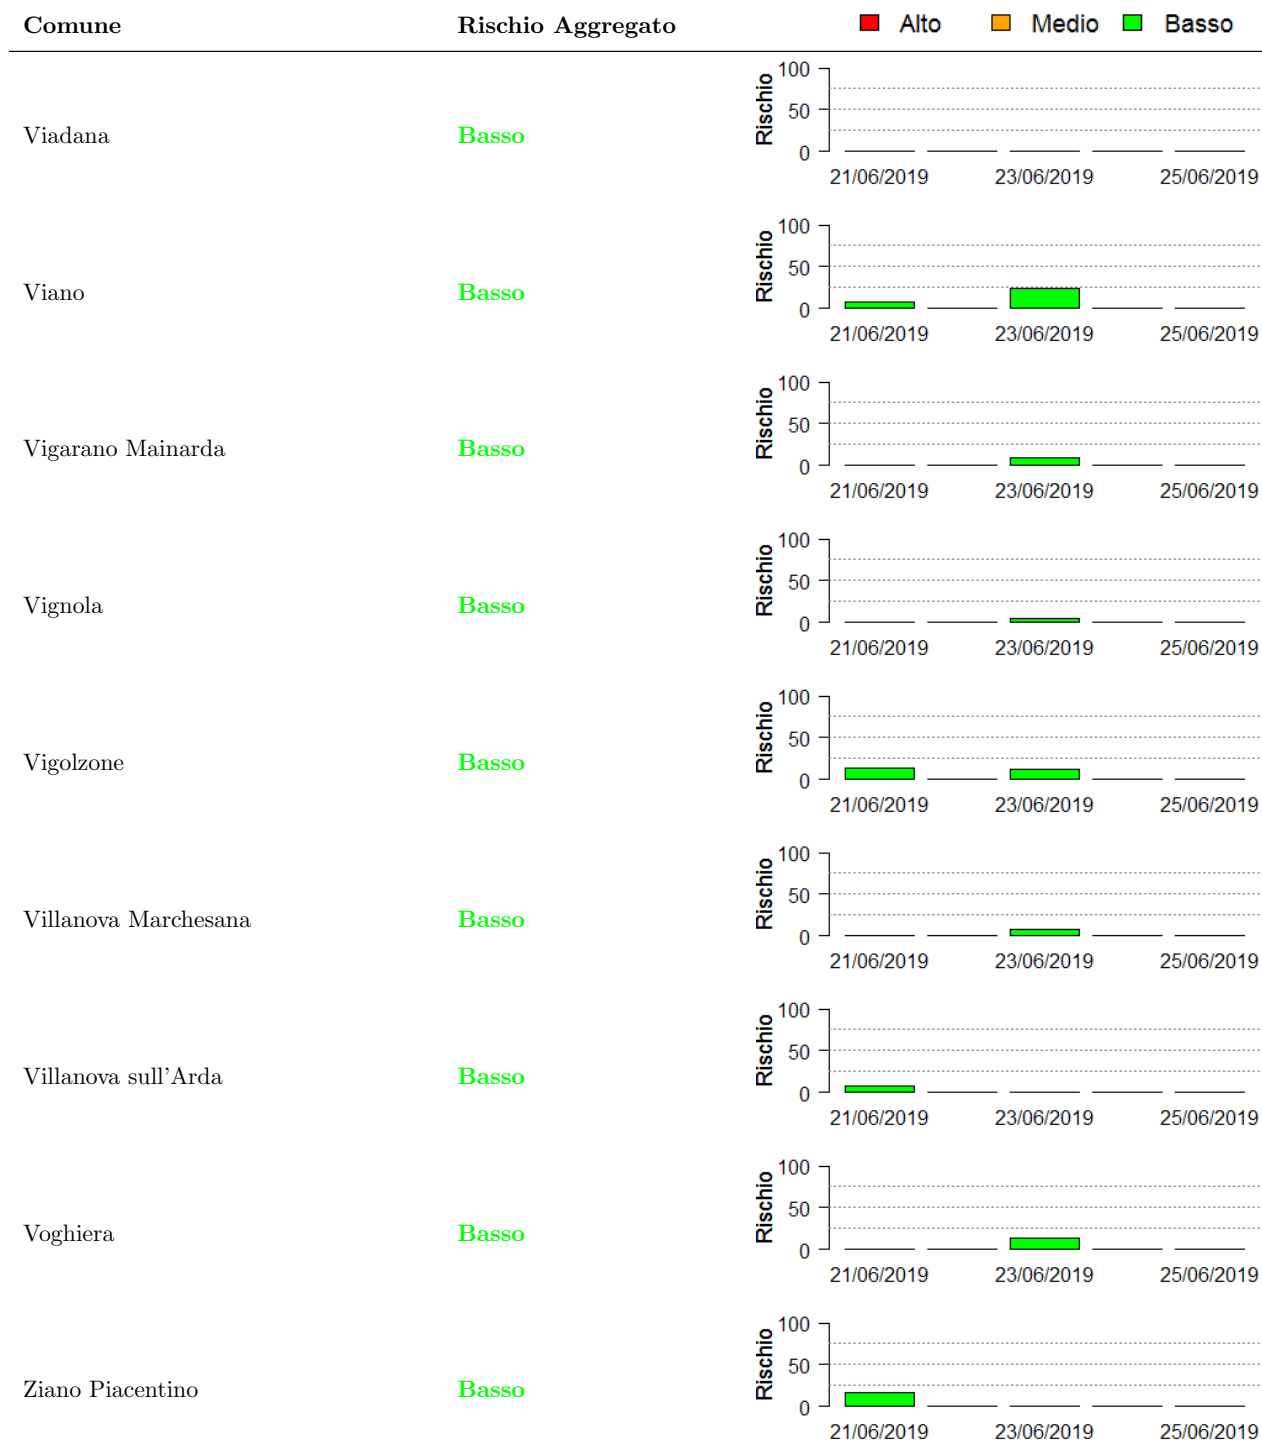 Comune Rischio Aggregato Alto Medio Basso
Viadana Basso Rischio 100 50 0
21/06/2019 23/06/2019 25/06/2019
Viano Basso Rischio 100 50 0
21/06/2019 23/06/2019 25/06/2019
Vigarano Mainarda Basso Rischio 100 50 0
21/06/2019 23/06/2019 25/06/2019
Vignola Basso Rischio 100 50 0
21/06/2019 23/06/2019 25/06/2019
Vigolzone Basso Rischio 100 50 0
21/06/2019 23/06/2019 25/06/2019
Villanova Marchesana Basso Rischio 100 50 0
21/06/2019 23/06/2019 25/06/2019
Villanova sull'Arda Basso Rischio 100 50 0
21/06/2019 23/06/2019 25/06/2019
Voghiera Basso Rischio 100 50 0
21/06/2019 23/06/2019 25/06/2019
Ziano Piacentino Basso Rischio 100 50 0
21/06/2019 23/06/2019 25/06/2019